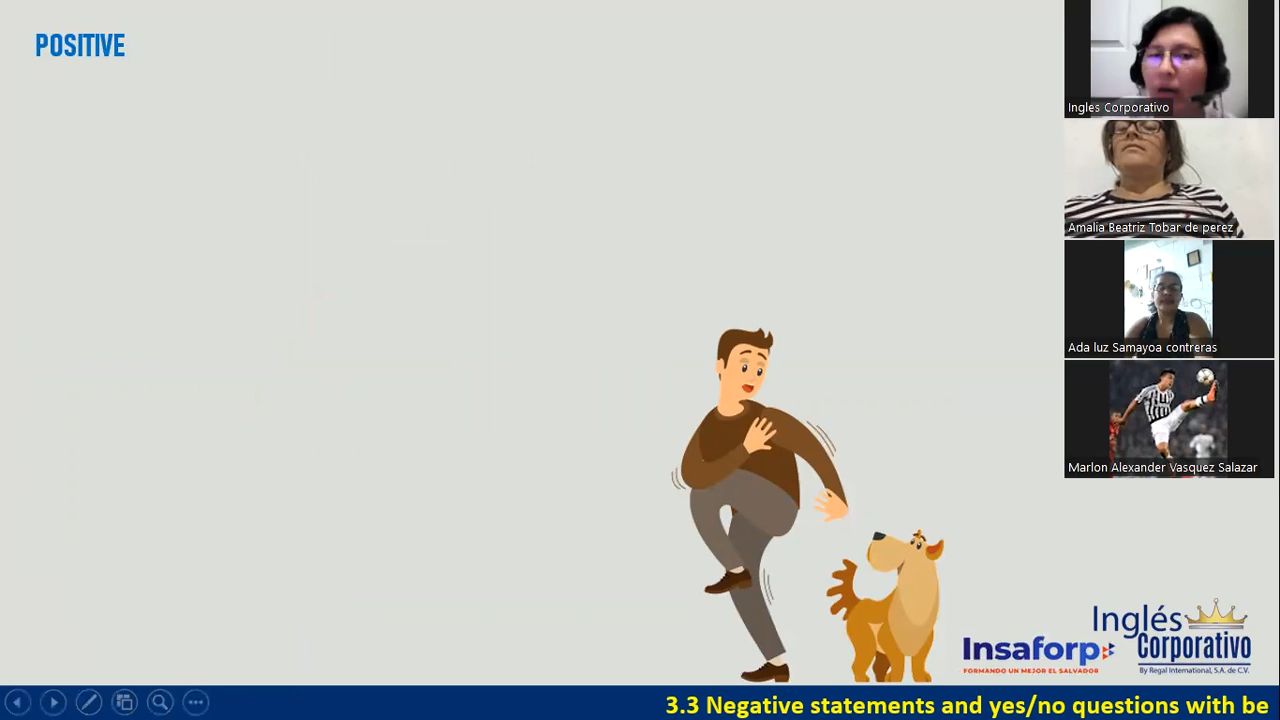 POSITIVE
Ingles Corporativo
Amalia Beatriz Tobar de perez
Ada luz Samayoa contreras
Marlon Alexander Vasquez Salazar
Insaforp
FORMANDO UN MEJOR EL SALVADOR
Inglés
Corporativo
By Regal International, S.A. de C.V.
3.3 Negative statements and yes/no questions with be